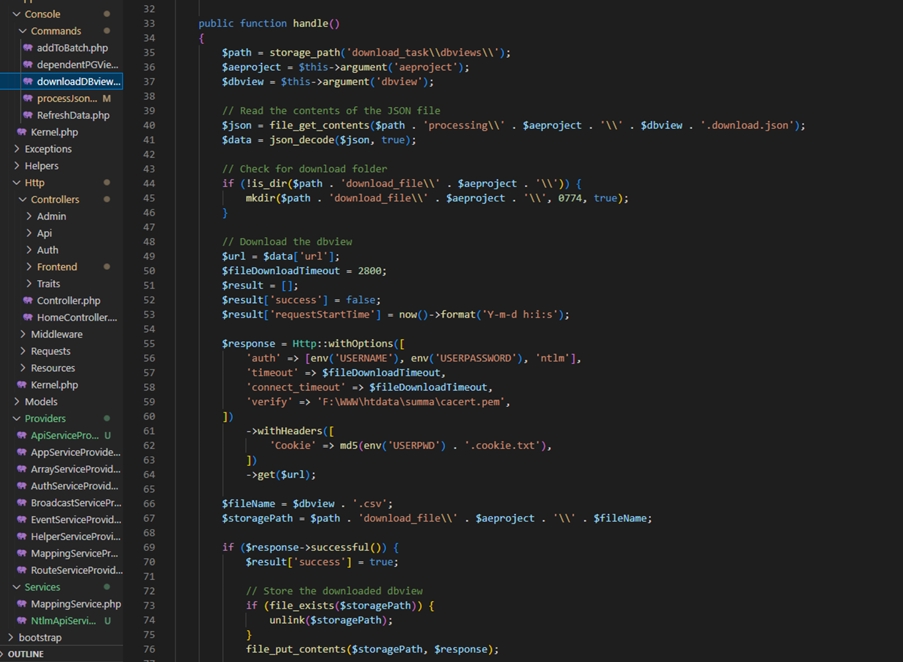 Console
Commands
addToBatch.php
dependentPGVie...
downloadDBview...
processJson... M
RefreshData.php
Kernel.php
Exceptions
Helpers
Http
Controllers
Admin
Api
Auth
Frontend
Traits
Controller.php
HomeController....
Middleware
Requests
Resources
Kernel.php
Models
Providers
ApiServicePro... U
AppServiceProvide...
ArrayServiceProvid...
AuthServiceProvid...
BroadcastServicePr...
EventServiceProvid...
HelperServiceProvi...
MappingServicePr...
RouteServiceProvid...
Services
MappingService.php
NtlmApiServi... U
bootstrap
OUTLINE
32
33 public function handle()
34 {
35 $path = storage_path('download_task\\dbviews\\');
36 $aeproject = $this->argument('aeproject');
37 $dbview = $this->argument('dbview');
38
39 // Read the contents of the JSON file
40 $json = file_get_contents($path . 'processing\\' . $aeproject . '\\' . $dbview . '.download.json');
41 $data = json_decode($json, true);
42
43 // Check for download folder
44 if (!is_dir($path . 'download_file\\' . $aeproject . '\\')) {
45 mkdir($path . 'download_file\\' . $aeproject . '\\', 0774, true);
46 }
47
48 // Download the dbview
49 $url = $data['url'];
50 $fileDownloadTimeout = 2800;
51 $result = [];
52 $result['success'] = false;
53 $result['requestStartTime'] = now()->format('Y-m-d h:i:s');
54
55 $response = Http::withOptions([
56 'auth' => [env('USERNAME'), env('USERPASSWORD'), 'ntlm'],
57 'timeout' => $fileDownloadTimeout,
58 'connect_timeout' => $fileDownloadTimeout,
59 'verify' => 'F:\WWW\htdata\summa\cacert.pem',
60 ])
61 ->withHeaders([
62 'Cookie' => md5(env('USERPWD') . '.cookie.txt'),
63 ])
64 ->get($url);
65
66 $fileName = $dbview . '.csv';
67 $storagePath = $path . 'download_file\\' . $aeproject . '\\' . $fileName;
68
69 if ($response->successful()) {
70 $result['success'] = true;
71
72 // Store the downloaded dbview
73 if (file_exists($storagePath)) {
74 unlink($storagePath);
75 }
76 file_put_contents($storagePath, $response);